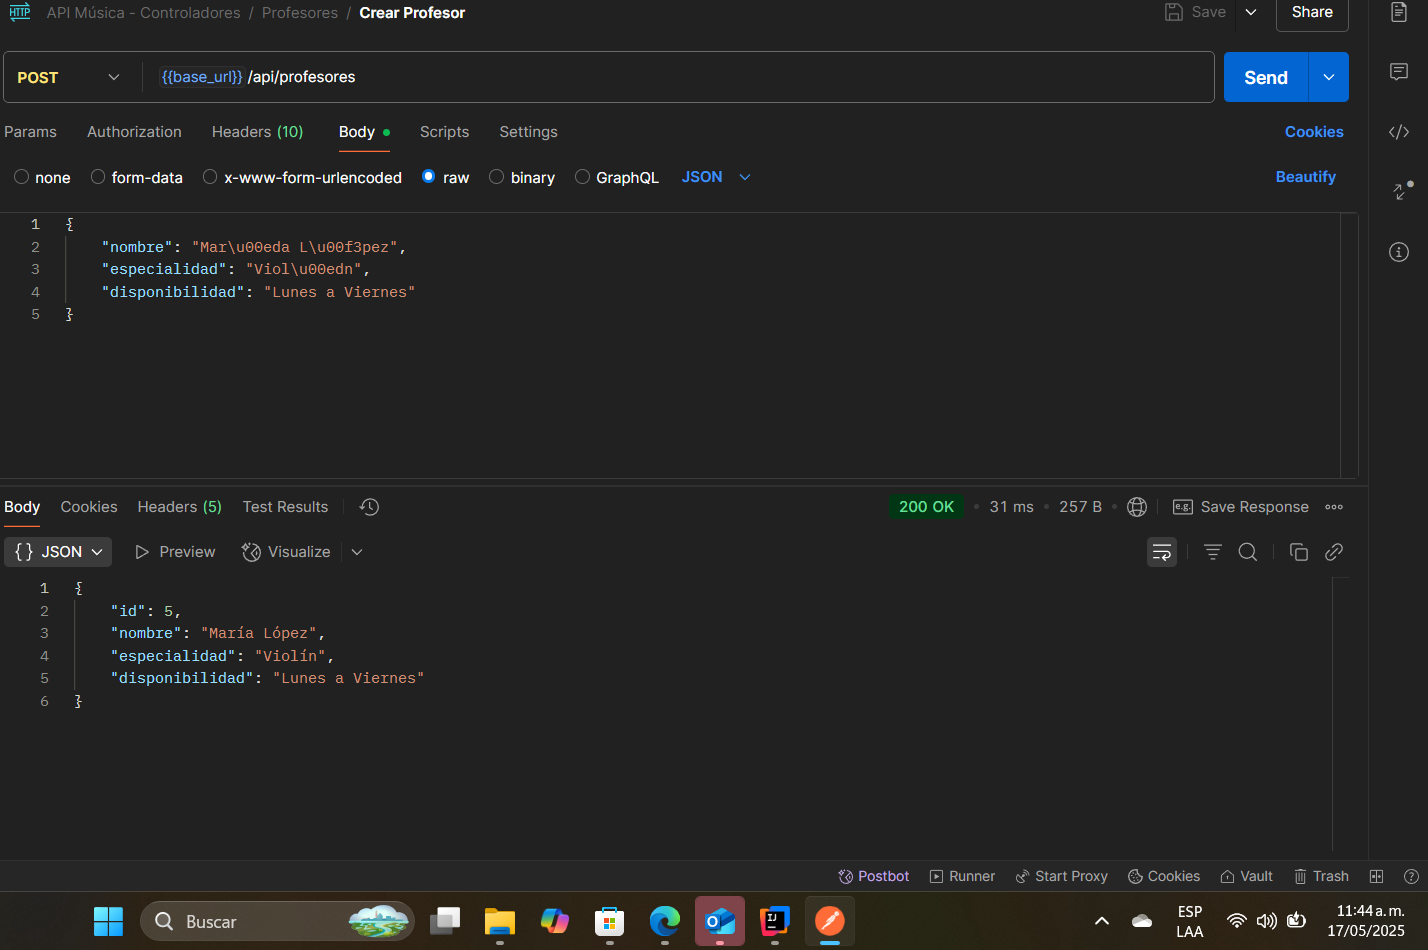 HTTP API Música - Controladores / Profesores / Crear Profesor Save Share
POST {{base_url}} /api/profesores Send
Params Authorization Headers (10) Body Scripts Settings Cookies
none form-data x-www-form-urlencoded raw binary GraphQL JSON Beautify
1 {
2 "nombre": "Mar\u00eda L\u00f3pez",
3 "especialidad": "Viol\u00edn",
4 "disponibilidad": "Lunes a Viernes"
5 }
Body Cookies Headers (5) Test Results 200 OK • 31 ms • 257 B • e.g. Save Response
{} JSON Preview Visualize
1 {
2 "id": 5,
3 "nombre": "María López",
4 "especialidad": "Violín",
5 "disponibilidad": "Lunes a Viernes"
6 }
Postbot Runner Start Proxy Cookies Vault Trash
Buscar ESP 11:44 a. m.
LAA 17/05/2025